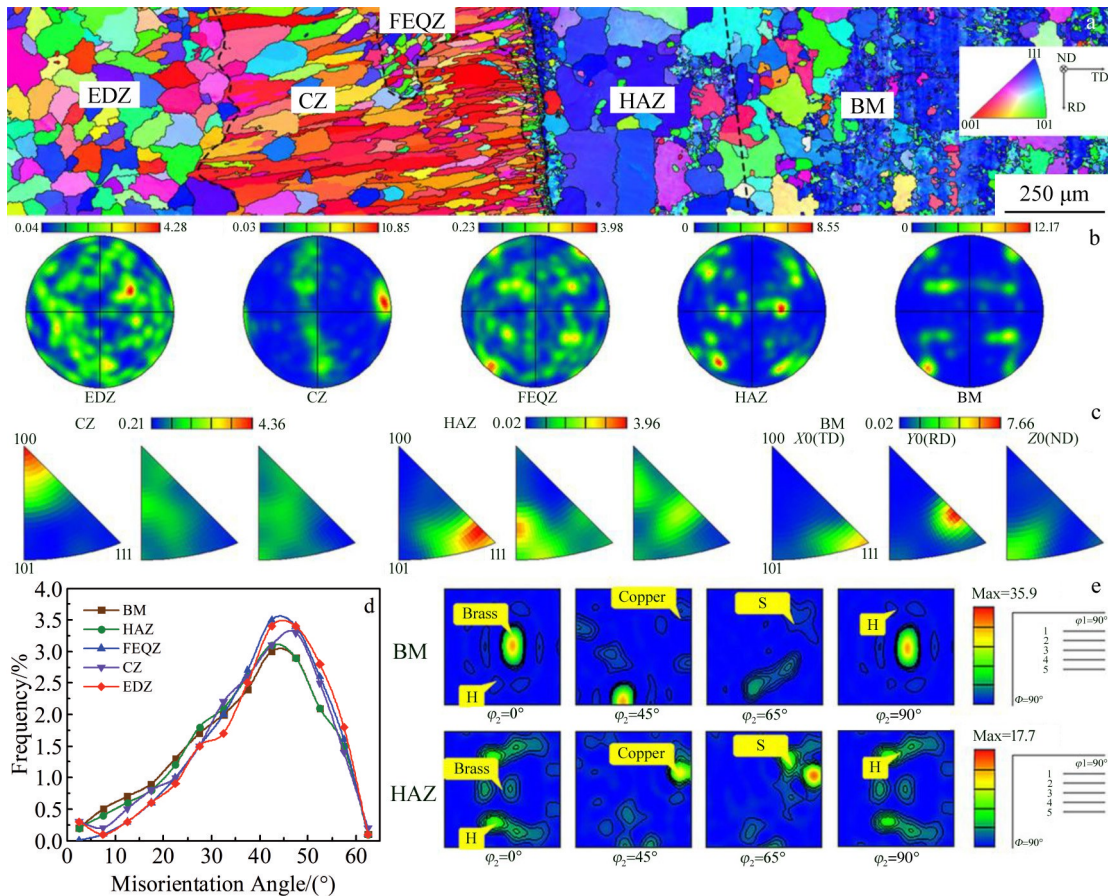 FEQZ
a
EDZ
CZ
HAZ
BM
111
ND
TD
RD
001
101
250 μm
b
0.04 4.28
0.03 10.85
0.23 3.98
0 8.55
0 12.17
EDZ
CZ
FEQZ
HAZ
BM
c
CZ 0.21 4.36
HAZ 0.02 3.96
BM 0.02 7.66
100
100 X0(TD)
Y0(RD)
Z0(ND)
111
101
111
101
111
101
d
4.0
3.5
3.0
2.5
2.0
1.5
1.0
0.5
0.0
Frequency/%
BM
HAZ
FEQZ
CZ
EDZ
0 10 20 30 40 50 60
Misorientation Angle/(°)
e
BM
Brass
H
Copper
S
H
φ2=0°
φ2=45°
φ2=65°
φ2=90°
Max=35.9
φ1=90°
1
2
3
4
5
Φ=90°
HAZ
Brass
H
Copper
S
H
φ2=0°
φ2=45°
φ2=65°
φ2=90°
Max=17.7
φ1=90°
1
2
3
4
5
Φ=90°